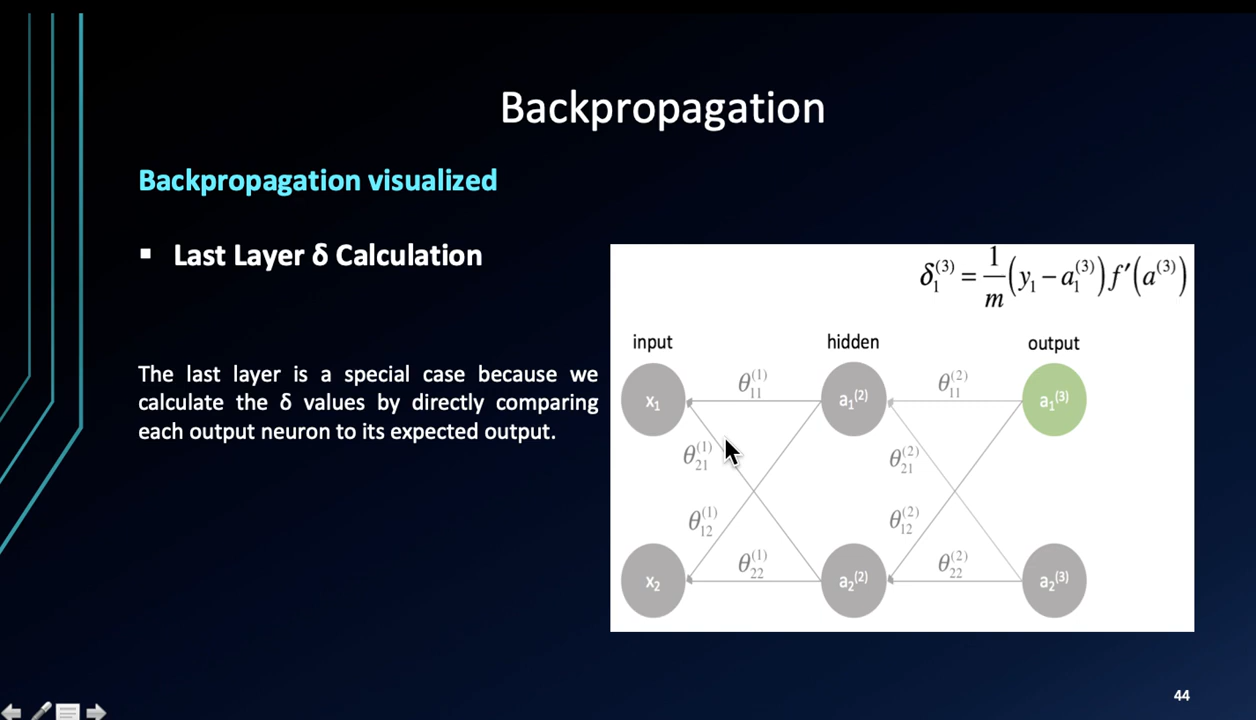 Backpropagation
Backpropagation visualized
▪ Last Layer δ Calculation
The last layer is a special case because we
calculate the δ values by directly comparing
each output neuron to its expected output.
δ₁⁽³⁾ = 1/m (y₁ − a₁⁽³⁾) f′(a⁽³⁾)
input hidden output
x₁ θ₁₁⁽¹⁾ a₁⁽²⁾ θ₁₁⁽²⁾ a₁⁽³⁾
θ₂₁⁽¹⁾ θ₂₁⁽²⁾
θ₁₂⁽¹⁾ θ₁₂⁽²⁾
x₂ θ₂₂⁽¹⁾ a₂⁽²⁾ θ₂₂⁽²⁾ a₂⁽³⁾
44